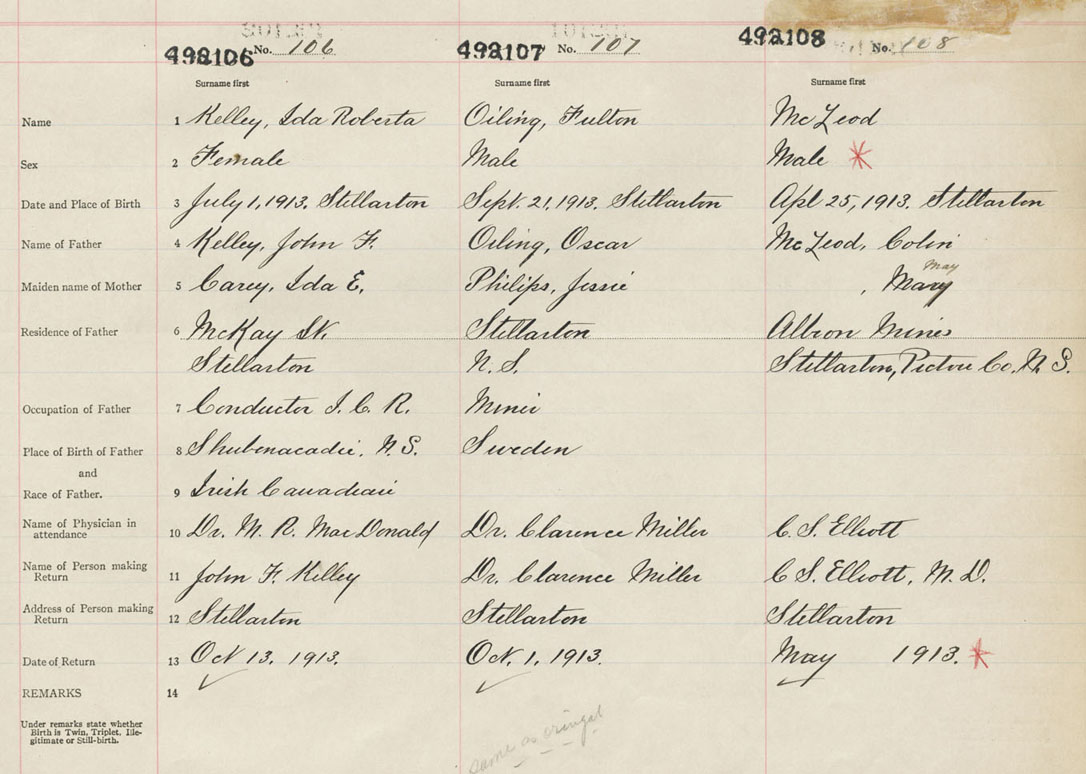 492106 No. 106 492107 No. 107 492108 No. 108
Surname first Surname first Surname first
Name 1 Kelley, Ida Roberta Oiling, Fulton McLeod
Sex 2 Female Male Male *
Date and Place of Birth 3 July 1, 1913. Stellarton Sept. 21, 1913. Stellarton Apl 25, 1913. Stellarton
Name of Father 4 Kelley, John F. Oiling, Oscar McLeod, Colin
May
Maiden name of Mother 5 Carey, Ida E. Philips, Jessie , Mary
Residence of Father 6 McKay St. Stellarton Albion Mines
Stellarton N. S. Stellarton, Pictou Co. N. S.
Occupation of Father 7 Conductor I. C. R. Miner
Place of Birth of Father 8 Shubenacadie, N. S. Sweden
and
Race of Father. 9 Irish Canadian
Name of Physician in
attendance 10 Dr. M. R. MacDonald Dr. Clarence Miller C. S. Elliott
Name of Person making
Return 11 John F. Kelley Dr. Clarence Miller C. S. Elliott, M. D.
Address of Person making
Return 12 Stellarton Stellarton Stellarton
Date of Return 13 Oct 13, 1913. Oct. 1, 1913. May 1913. *
REMARKS 14
Under remarks state whether
Birth is Twin, Triplet, Ille-
gitimate or Still-birth.
same as